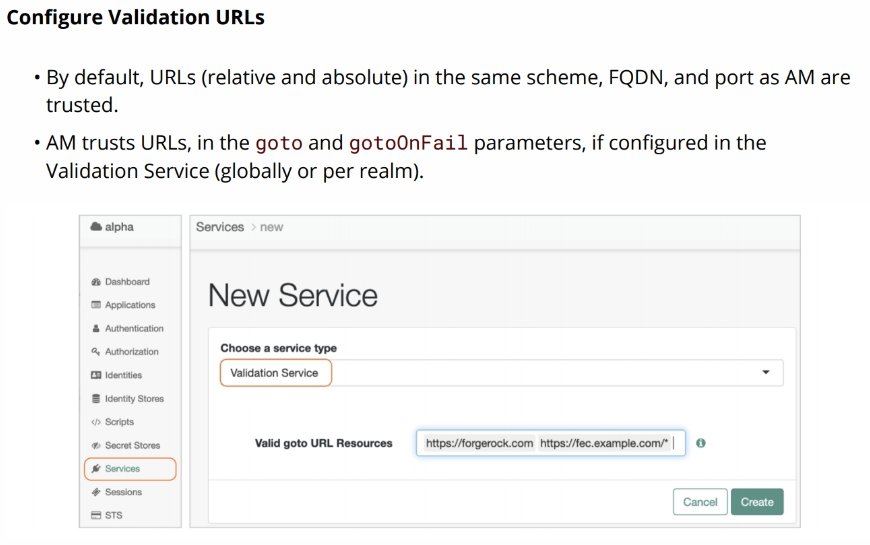 Configure Validation URLs
• By default, URLs (relative and absolute) in the same scheme, FQDN, and port as AM are
trusted.
• AM trusts URLs, in the goto and gotoOnFail parameters, if configured in the
Validation Service (globally or per realm).
alpha
Dashboard
Applications
Authentication
Authorization
Identities
Identity Stores
Scripts
Secret Stores
Services
Sessions
STS
Services > new
New Service
Choose a service type
Validation Service
Valid goto URL Resources
https://forgerock.com https://fec.example.com/*
Cancel
Create